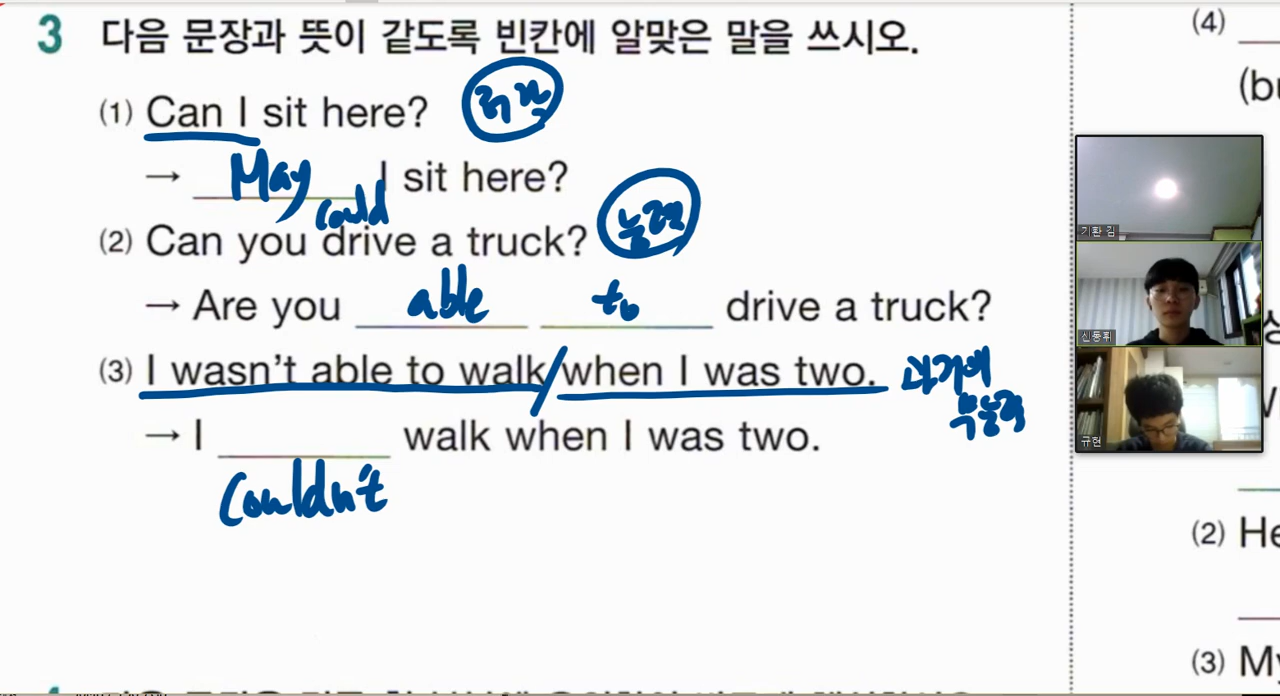 3 다음 문장과 뜻이 같도록 빈칸에 알맞은 말을 쓰시오.
(1) Can I sit here? 허락
→ May I sit here?
could
(2) Can you drive a truck? 능력
→ Are you able to drive a truck?
(3) I wasn't able to walk/when I was two. 과거에
무능력
→ I walk when I was two.
couldn't
(4)
(bu
기환 김
신동휘
규현
(2) He
(3) My